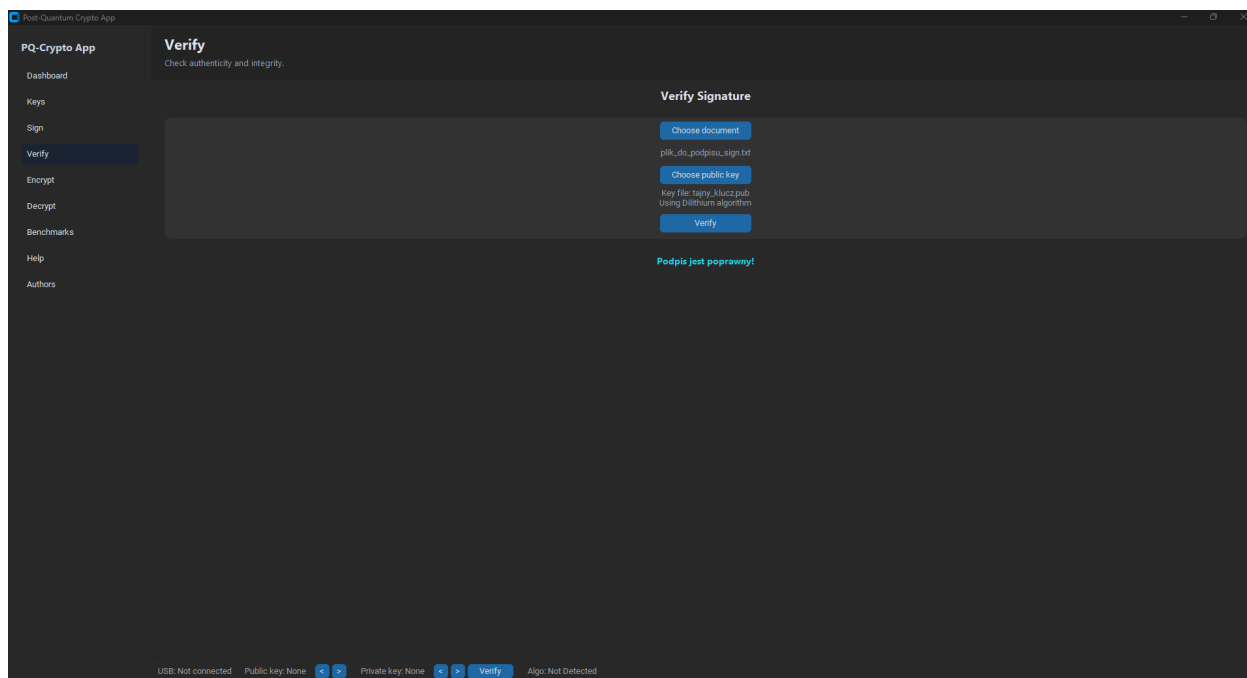 Post-Quantum Crypto App
PQ-Crypto App
Dashboard
Keys
Sign
Verify
Encrypt
Decrypt
Benchmarks
Help
Authors
Verify
Check authenticity and integrity.
Verify Signature
Choose document
plik_do_podpisu_sign.txt
Choose public key
Key file: tajny_klucz.pub
Using Dilithium algorithm
Verify
Podpis jest poprawny!
USB: Not connected Public key: None < > Private key: None < > Verify Algo: Not Detected